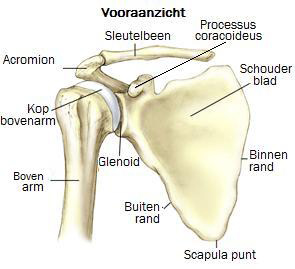 Vooraanzicht
Processus
coracoideus
Sleutelbeen
Acromion
Schouder
blad
Kop
bovenarm
Glenoid
Binnen
rand
Boven
arm
Buiten
rand
Scapula punt